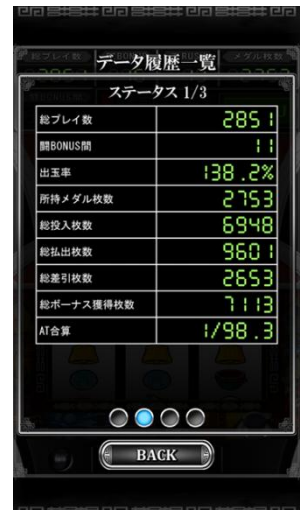 データ履歴一覧
ステータス 1/3
総プレイ数 2851
闘BONUS間 11
出玉率 138.2%
所持メダル枚数 2753
総投入枚数 6948
総払出枚数 9601
総差引枚数 2653
総ボーナス獲得枚数 7113
AT合算 1/98.3
BACK